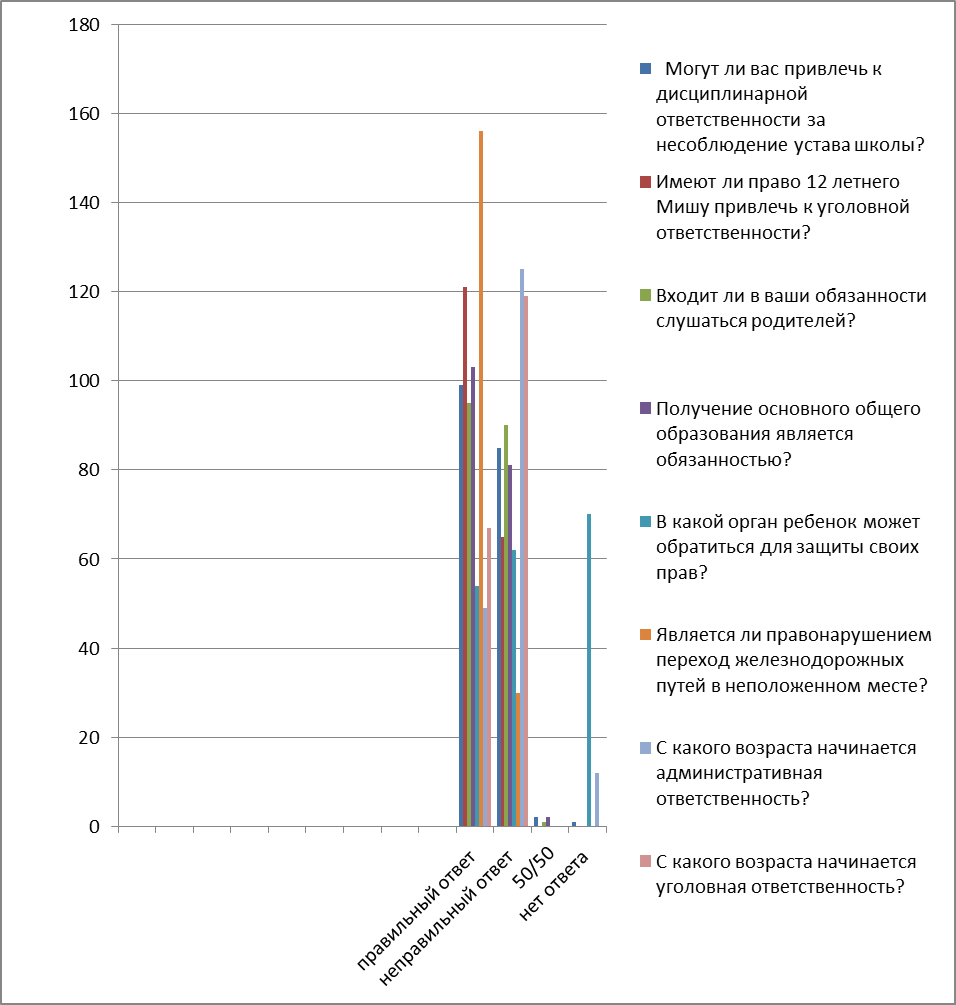 180
160
140
120
100
80
60
40
20
0
правильный ответ
неправильный ответ
50/50
нет ответа
Могут ли вас привлечь к
дисциплинарной
ответственности за
несоблюдение устава школы?
Имеют ли право 12 летнего
Мишу привлечь к уголовной
ответственности?
Входит ли в ваши обязанности
слушаться родителей?
Получение основного общего
образования является
обязанностью?
В какой орган ребенок может
обратиться для защиты своих
прав?
Является ли правонарушением
переход железнодорожных
путей в неположенном месте?
С какого возраста начинается
административная
ответственность?
С какого возраста начинается
уголовная ответственность?